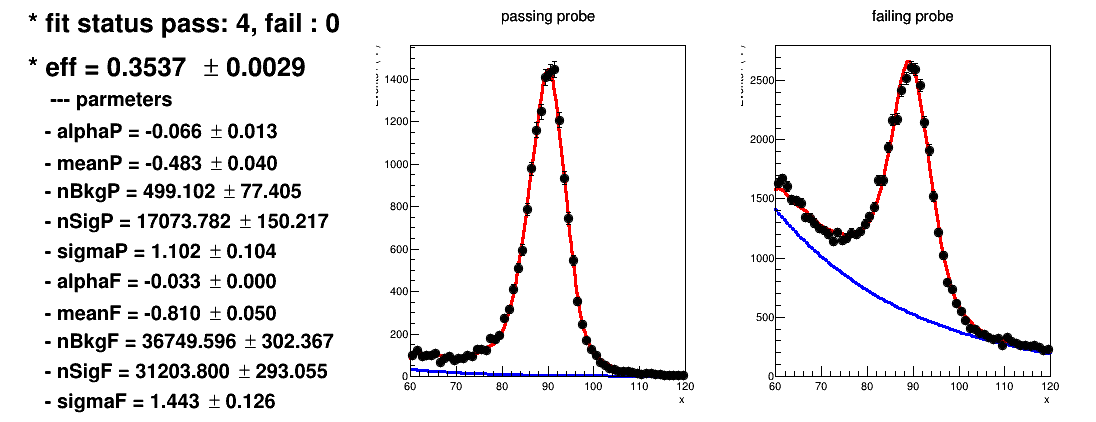 * fit status pass: 4, fail : 0
* eff = 0.3537 ± 0.0029
--- parmeters
- alphaP = -0.066 ± 0.013
- meanP = -0.483 ± 0.040
- nBkgP = 499.102 ± 77.405
- nSigP = 17073.782 ± 150.217
- sigmaP = 1.102 ± 0.104
- alphaF = -0.033 ± 0.000
- meanF = -0.810 ± 0.050
- nBkgF = 36749.596 ± 302.367
- nSigF = 31203.800 ± 293.055
- sigmaF = 1.443 ± 0.126
passing probe
1400
1200
1000
800
600
400
200
0
60 70 80 90 100 110 120
x
failing probe
2500
2000
1500
1000
500
0
60 70 80 90 100 110 120
x